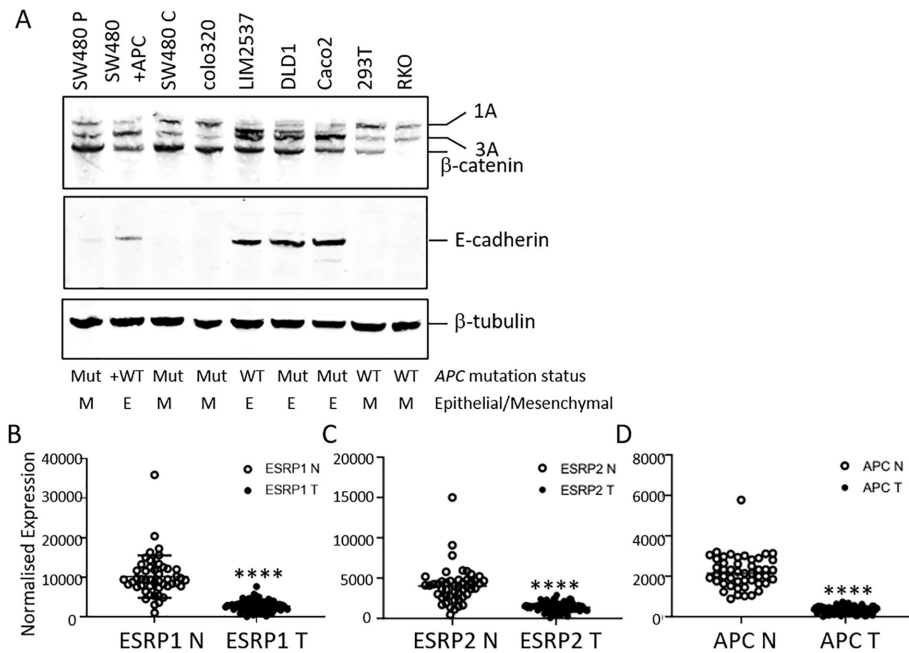 A
SW480 P
SW480
+APC
SW480 C
colo320
LIM2537
DLD1
Caco2
293T
RKO
1A
3A
β-catenin
E-cadherin
β-tubulin
Mut +WT Mut Mut WT Mut Mut WT WT APC mutation status
M E M M E E E M M Epithelial/Mesenchymal
B
Normalised Expression
40000
30000
20000
10000
0
ESRP1 N
ESRP1 T
****
ESRP1 N ESRP1 T
C
20000
15000
10000
5000
0
ESRP2 N
ESRP2 T
****
ESRP2 N ESRP2 T
D
8000
6000
4000
2000
0
APC N
APC T
****
APC N APC T